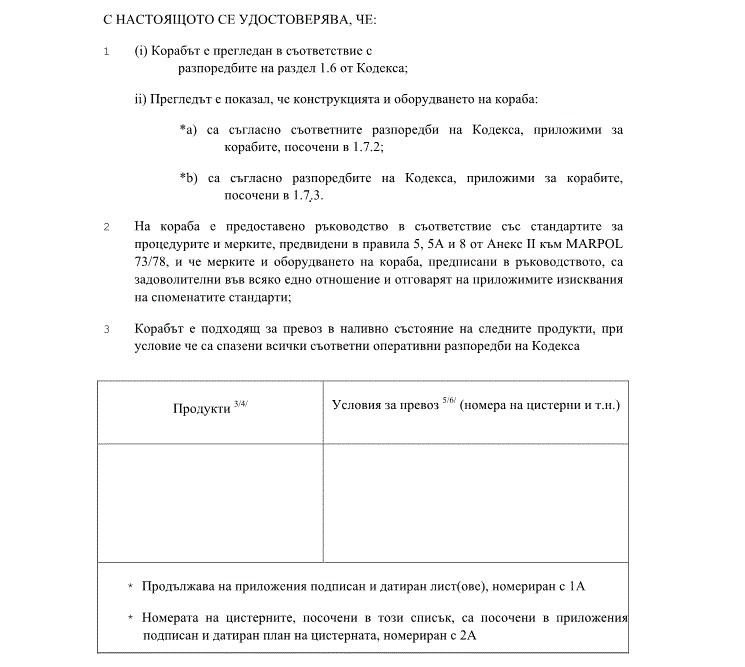 С НАСТОЯЩОТО СЕ УДОСТОВЕРЯВА, ЧЕ:
1 (i) Корабът е прегледан в съответствие с
разпоредбите на раздел 1.6 от Кодекса;
ii) Прегледът е показал, че конструкцията и оборудването на кораба:
*a) са съгласно съответните разпоредби на Кодекса, приложими за
корабите, посочени в 1.7.2;
*b) са съгласно разпоредбите на Кодекса, приложими за корабите,
посочени в 1.7.3.
2 На кораба е предоставено ръководство в съответствие със стандартите за
процедурите и мерките, предвидени в правила 5, 5А и 8 от Анекс II към MARPOL
73/78, и че мерките и оборудването на кораба, предписани в ръководството, са
задоволителни във всяко едно отношение и отговарят на приложимите изисквания
на споменатите стандарти;
3 Корабът е подходящ за превоз в наливно състояние на следните продукти, при
условие че са спазени всички съответни оперативни разпоредби на Кодекса
Продукти 3/4/
Условия за превоз 5/6/ (номера на цистерни и т.н.)
* Продължава на приложения подписан и датиран лист(ове), номериран с 1А
* Номерата на цистерните, посочени в този списък, са посочени в приложения
подписан и датиран план на цистерната, номериран с 2А